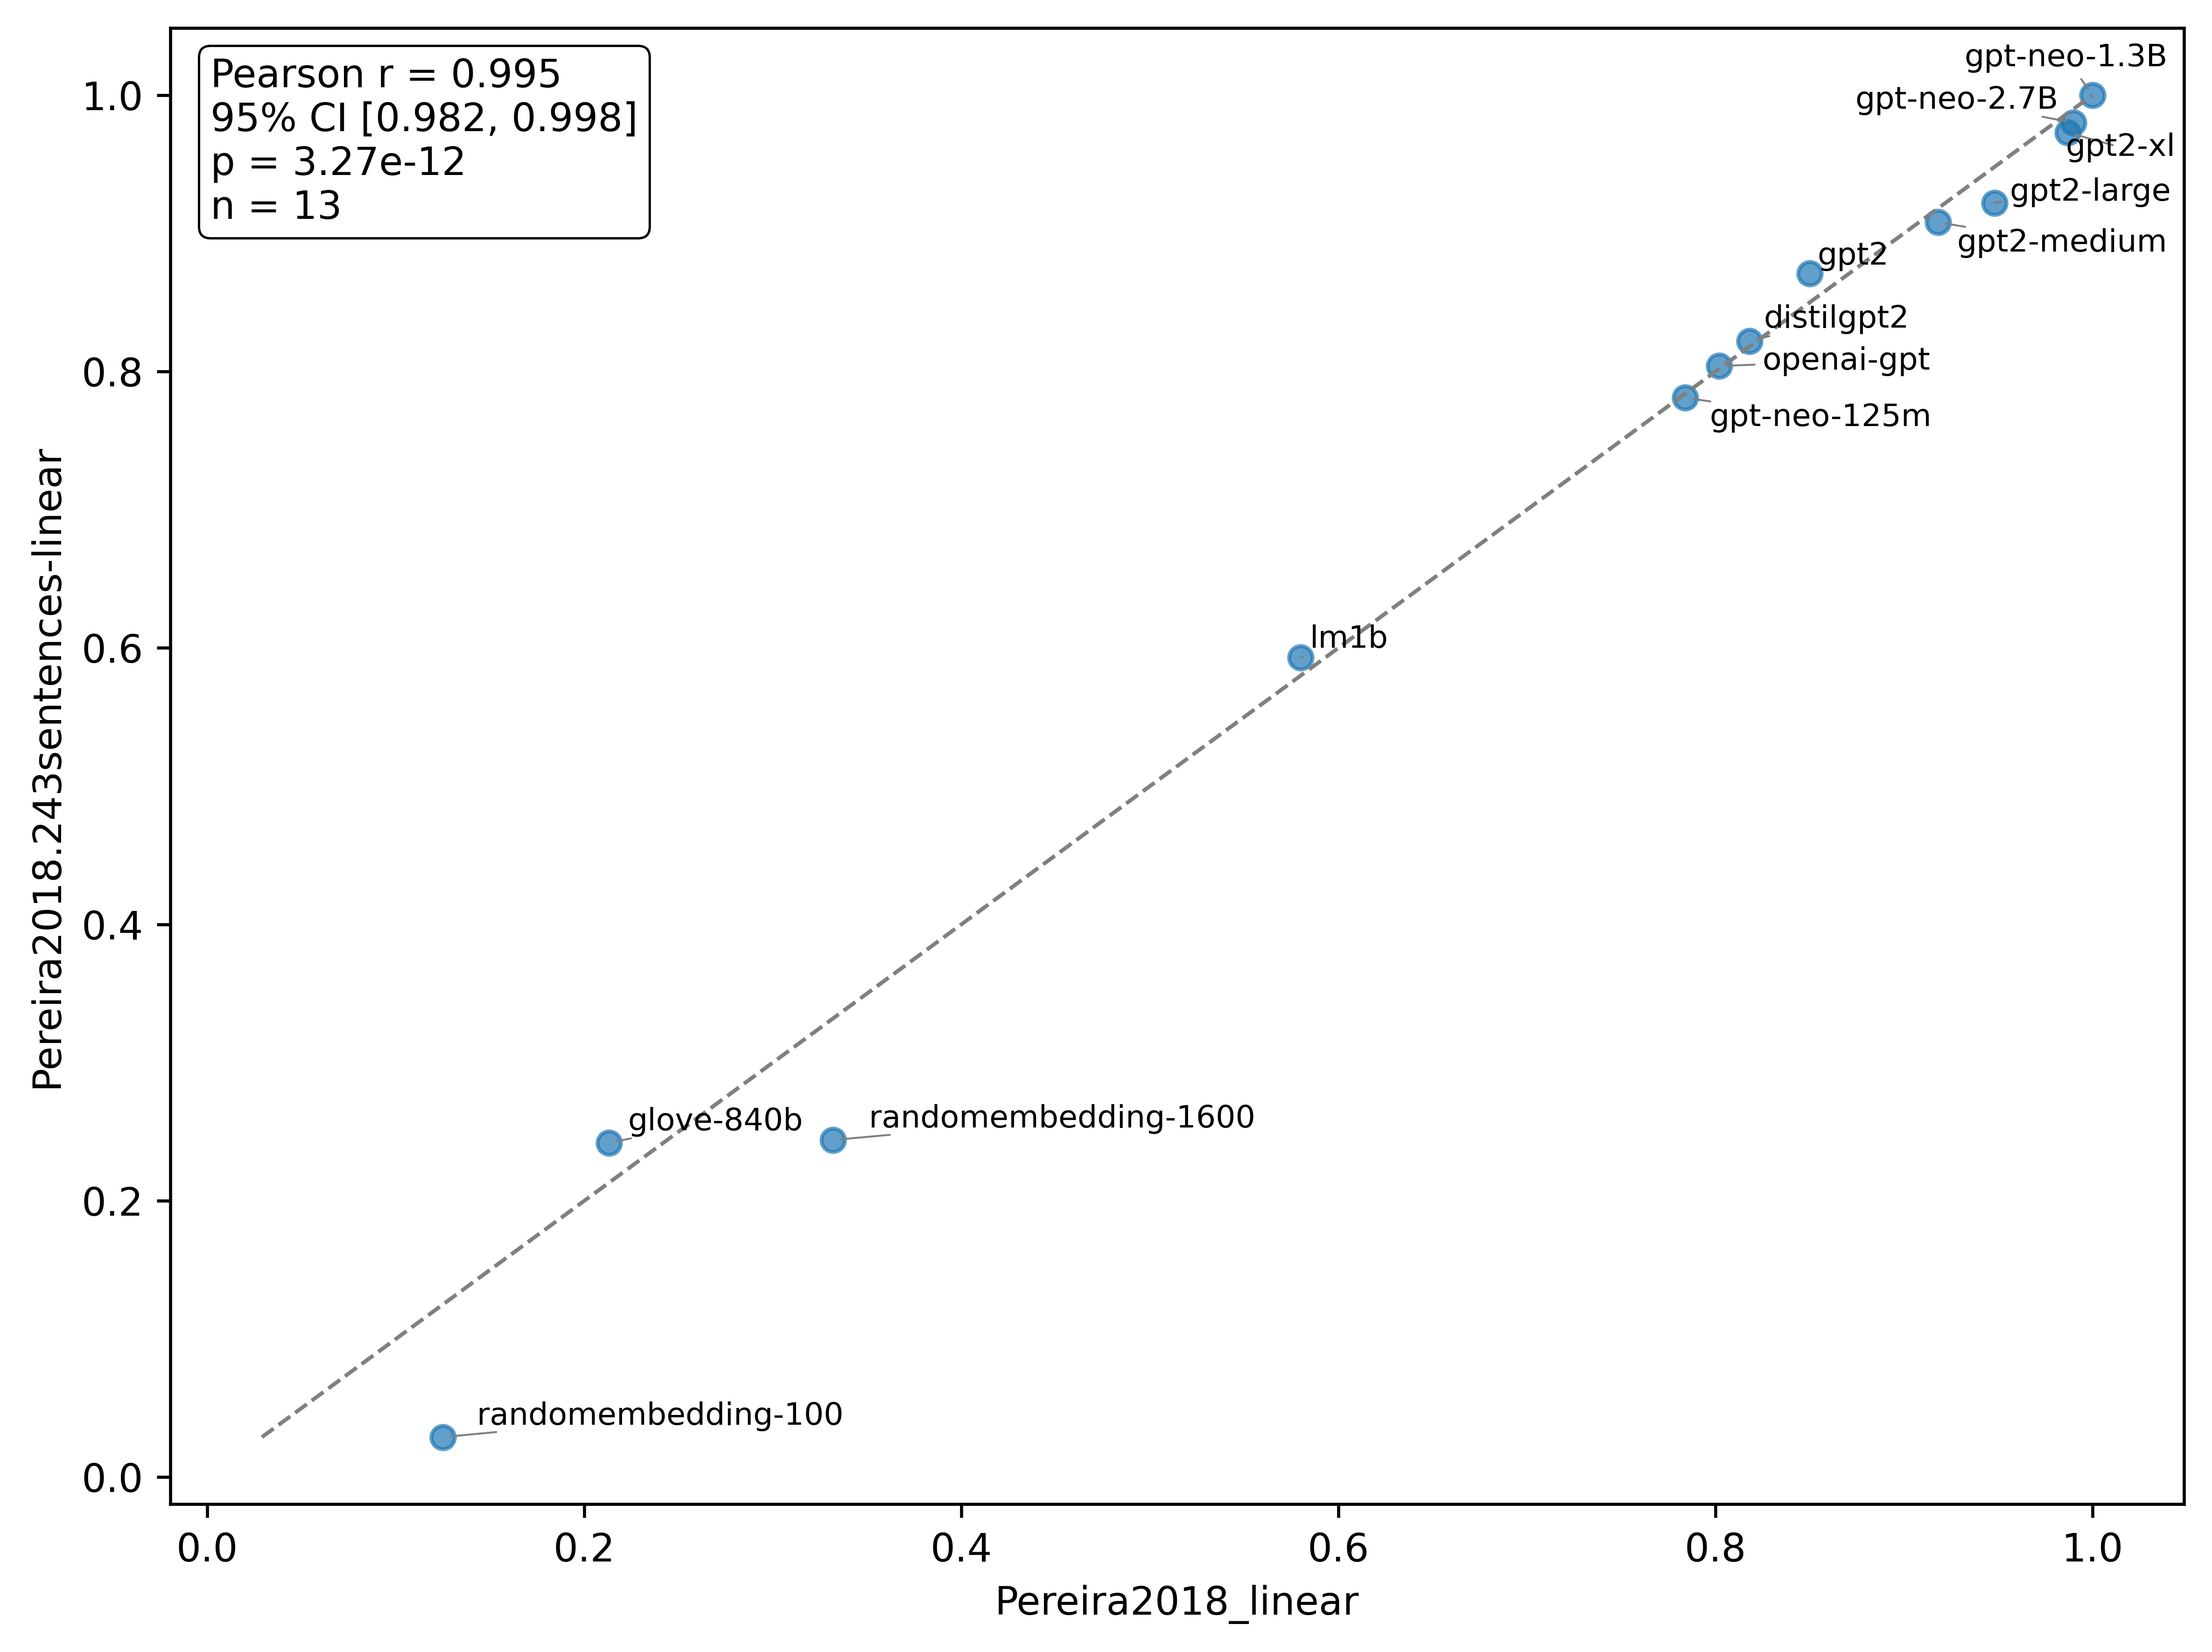 Pearson r = 0.995
95% CI [0.982, 0.998]
p = 3.27e-12
n = 13
gpt-neo-1.3B
gpt-neo-2.7B
gpt2-xl
gpt2-large
gpt2-medium
gpt2
distilgpt2
openai-gpt
gpt-neo-125m
lm1b
glove-840b
randomembedding-1600
randomembedding-100
1.0
0.8
0.6
0.4
0.2
0.0
Pereira2018.243sentences-linear
0.0 0.2 0.4 0.6 0.8 1.0
Pereira2018_linear